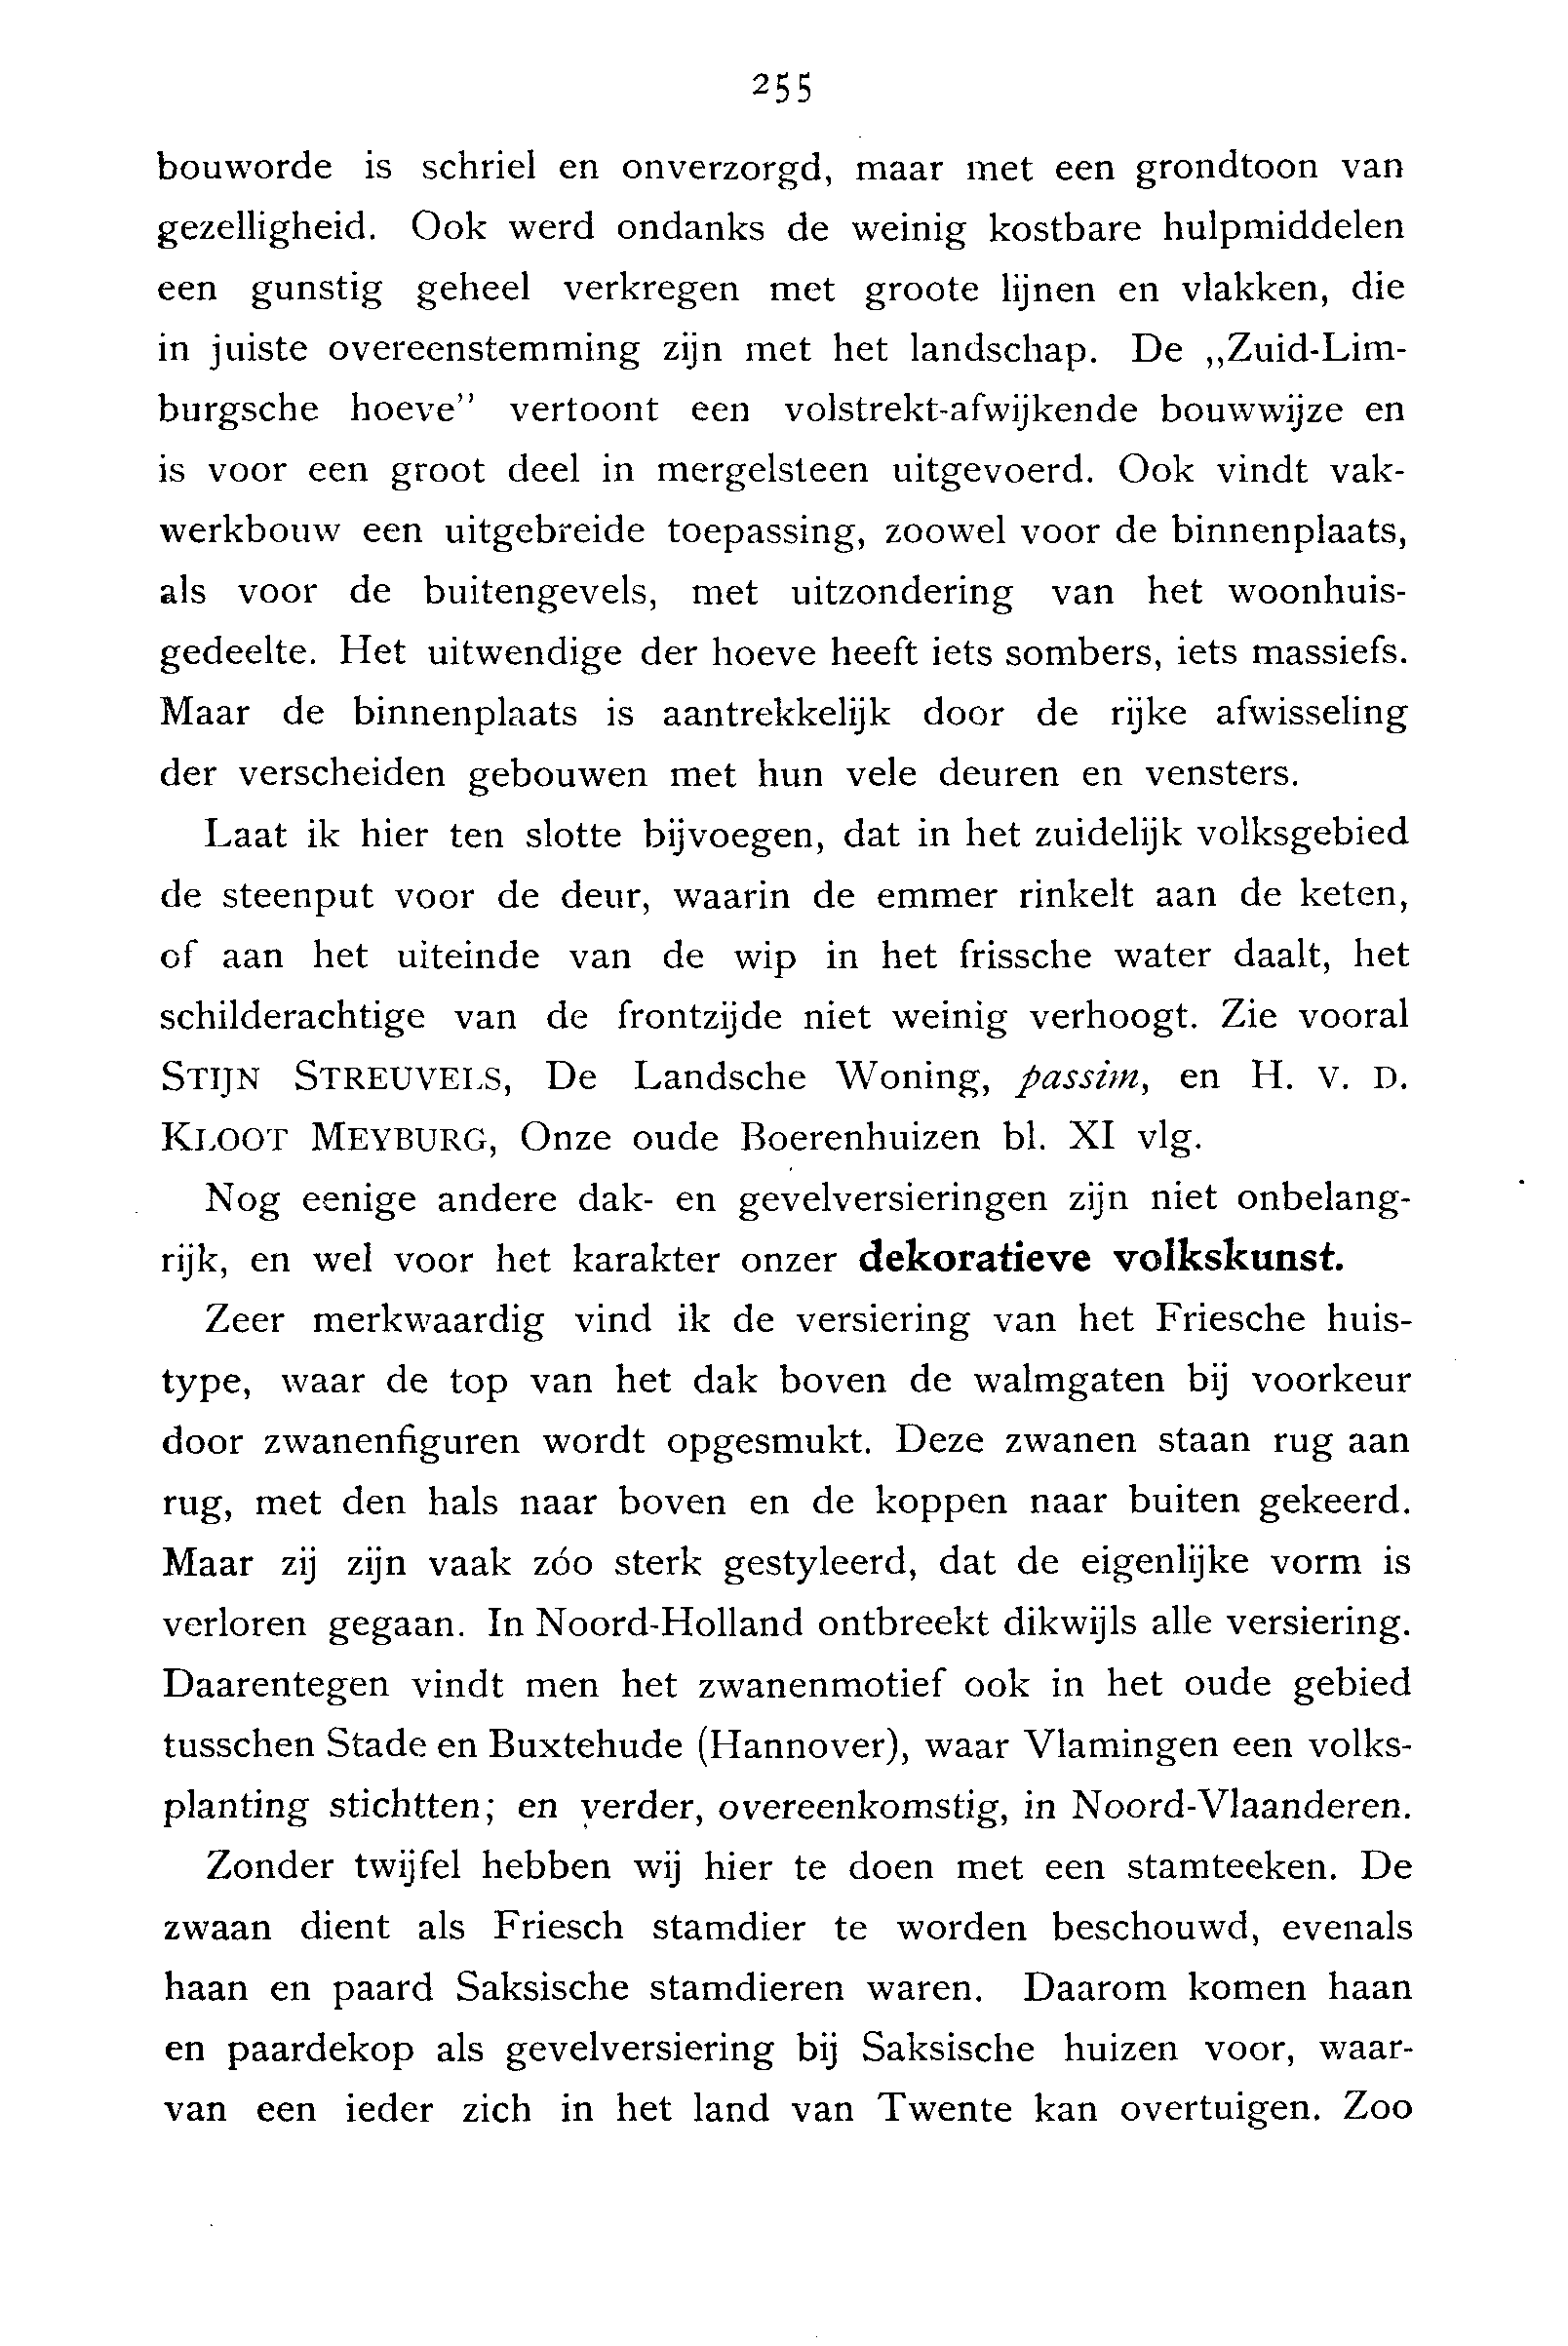 255
bouworde is schriel en onverzorgd, maar met een grondtoon van
gezelligheid. Ook werd ondanks de weinig kostbare hulpmiddelen
een gunstig geheel verkregen met groote lijnen en vlakken, die
in juiste overeenstemming zijn met het landschap. De „Zuid-Lim-
burgsche hoeve” vertoont een volstrekt-afwijkende bouwwijze en
is voor een groot deel in mergelsteen uitgevoerd. Ook vindt vak-
werkbouw een uitgebreide toepassing, zoowel voor de binnenplaats,
als voor de buitengevels, met uitzondering van het woonhuis-
gedeelte. Het uitwendige der hoeve heeft iets sombers, iets massiefs.
Maar de binnenplaats is aantrekkelijk door de rijke afwisseling
der verscheiden gebouwen met hun vele deuren en vensters.
Laat ik hier ten slotte bijvoegen, dat in het zuidelijk volksgebied
de steenput voor de deur, waarin de emmer rinkelt aan de keten,
of aan het uiteinde van de wip in het frissche water daalt, het
schilderachtige van de frontzijde niet weinig verhoogt. Zie vooral
STIJN STREUVELS, De Landsche Woning, passim, en H. V. D.
KLOOT MEYBURG, Onze oude Boerenhuizen bl. XI vlg.
Nog eenige andere dak- en gevelversieringen zijn niet onbelang-
rijk, en wel voor het karakter onzer dekoratieve volkskunst.
Zeer merkwaardig vind ik de versiering van het Friesche huis-
type, waar de top van het dak boven de walmgaten bij voorkeur
door zwanenfiguren wordt opgesmukt. Deze zwanen staan rug aan
rug, met den hals naar boven en de koppen naar buiten gekeerd.
Maar zij zijn vaak zóo sterk gestyleerd, dat de eigenlijke vorm is
verloren gegaan. In Noord-Holland ontbreekt dikwijls alle versiering.
Daarentegen vindt men het zwanenmotief ook in het oude gebied
tusschen Stade en Buxtehude (Hannover), waar Vlamingen een volks-
planting stichtten; en verder, overeenkomstig, in Noord-Vlaanderen.
Zonder twijfel hebben wij hier te doen met een stamteeken. De
zwaan dient als Friesch stamdier te worden beschouwd, evenals
haan en paard Saksische stamdieren waren. Daarom komen haan
en paardekop als gevelversiering bij Saksische huizen voor, waar-
van een ieder zich in het land van Twente kan overtuigen. Zoo